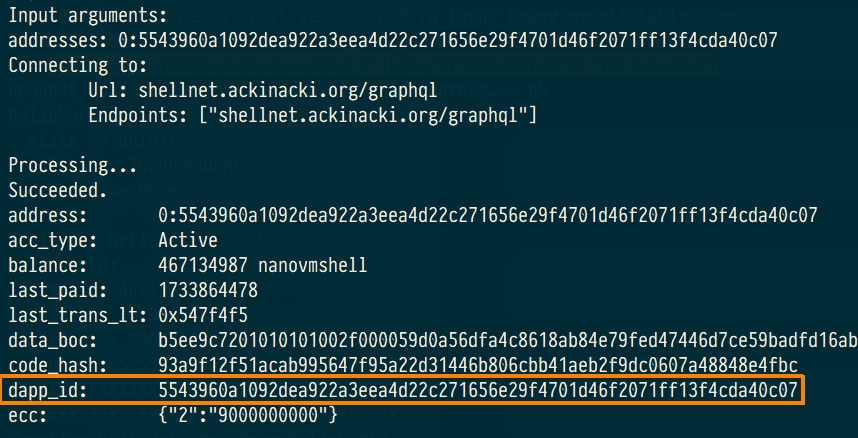 Input arguments:
addresses: 0:5543960a1092dea922a3eea4d22c271656e29f4701d46f2071ff13f4cda40c07
Connecting to:
Url: shellnet.ackinacki.org/graphql
Endpoints: ["shellnet.ackinacki.org/graphql"]
Processing...
Succeeded.
address: 0:5543960a1092dea922a3eea4d22c271656e29f4701d46f2071ff13f4cda40c07
acc_type: Active
balance: 467134987 nanovmshell
last_paid: 1733864478
last_trans_lt: 0x547f4f5
data_boc: b5ee9c7201010101002f000059d0a56dfa4c8618ab84e79fed47446d7ce59badfd16ab
code_hash: 93a9f12f51acab995647f95a22d31446b806cbb41aeb2f9dc0607a48848e4fbc
dapp_id: 5543960a1092dea922a3eea4d22c271656e29f4701d46f2071ff13f4cda40c07
ecc: {"2":"9000000000"}